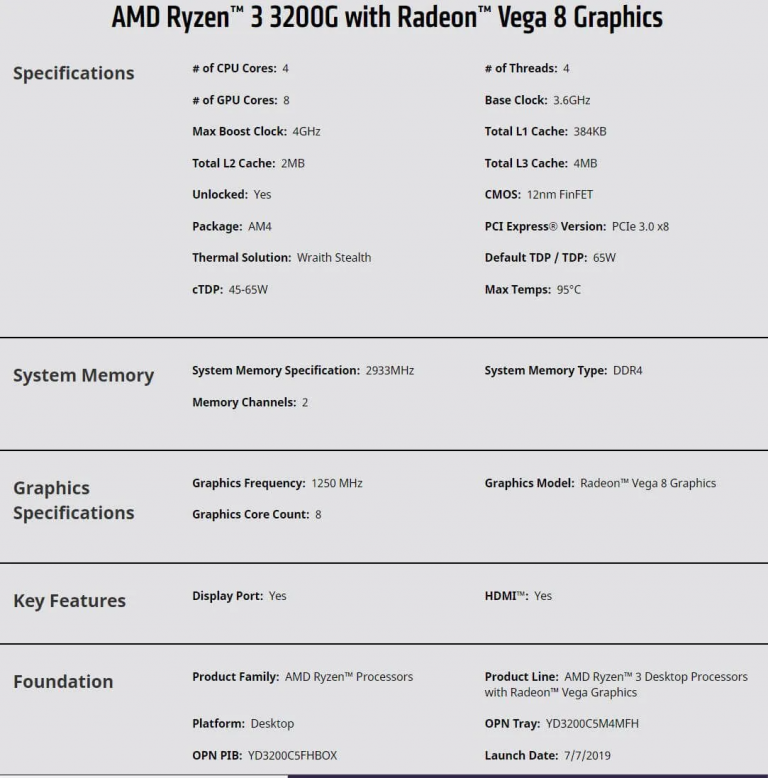 AMD Ryzen™ 3 3200G with Radeon™ Vega 8 Graphics
Specifications
# of CPU Cores: 4
# of Threads: 4
# of GPU Cores: 8
Base Clock: 3.6GHz
Max Boost Clock: 4GHz
Total L1 Cache: 384KB
Total L2 Cache: 2MB
Total L3 Cache: 4MB
Unlocked: Yes
CMOS: 12nm FinFET
Package: AM4
PCI Express® Version: PCIe 3.0 x8
Thermal Solution: Wraith Stealth
Default TDP / TDP: 65W
cTDP: 45-65W
Max Temps: 95°C
System Memory
System Memory Specification: 2933MHz
System Memory Type: DDR4
Memory Channels: 2
Graphics
Specifications
Graphics Frequency: 1250 MHz
Graphics Model: Radeon™ Vega 8 Graphics
Graphics Core Count: 8
Key Features
Display Port: Yes
HDMI™: Yes
Foundation
Product Family: AMD Ryzen™ Processors
Product Line: AMD Ryzen™ 3 Desktop Processors
with Radeon™ Vega Graphics
Platform: Desktop
OPN Tray: YD3200C5M4MFH
OPN PIB: YD3200C5FHBOX
Launch Date: 7/7/2019